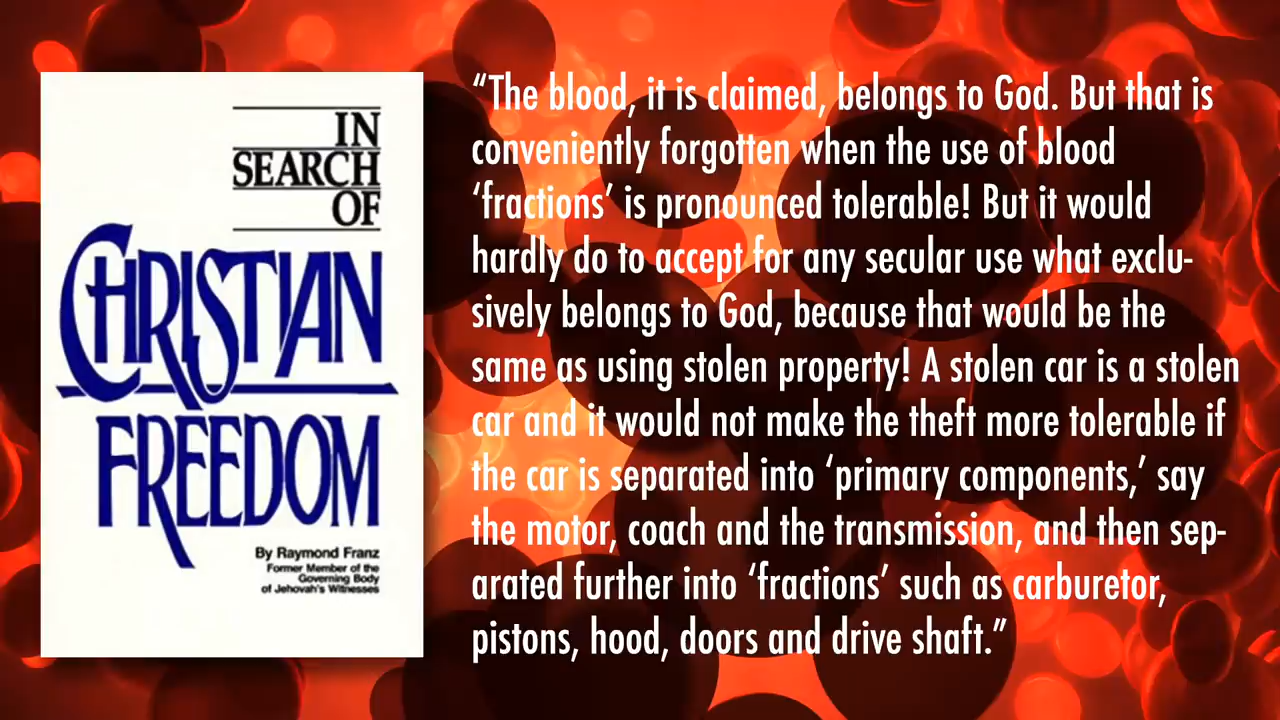 IN
SEARCH
OF
CHRISTIAN
FREEDOM
By Raymond Franz
Former Member of the
Governing Body
of Jehovah's Witnesses
“The blood, it is claimed, belongs to God. But that is
conveniently forgotten when the use of blood
‘fractions’ is pronounced tolerable! But it would
hardly do to accept for any secular use what exclu-
sively belongs to God, because that would be the
same as using stolen property! A stolen car is a stolen
car and it would not make the theft more tolerable if
the car is separated into ‘primary components,’ say
the motor, coach and the transmission, and then sep-
arated further into ‘fractions’ such as carburetor,
pistons, hood, doors and drive shaft.”